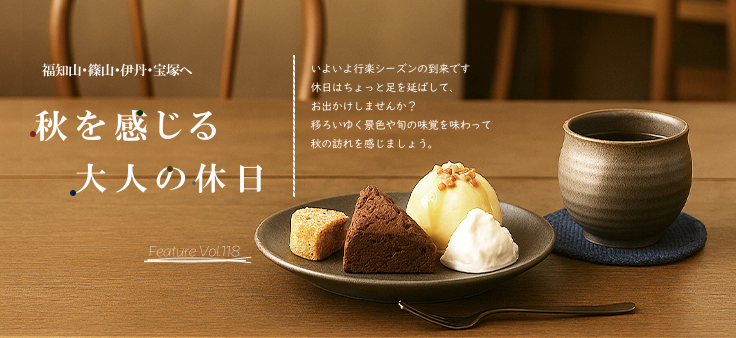 福知山・篠山・伊丹・宝塚へ
秋を感じる
大人の休日
いよいよ行楽シーズンの到来です
休日はちょっと足を延ばして、
お出かけしませんか？
移ろいゆく景色や旬の味覚を味わって
秋の訪れを感じましょう。
Feature Vol.118